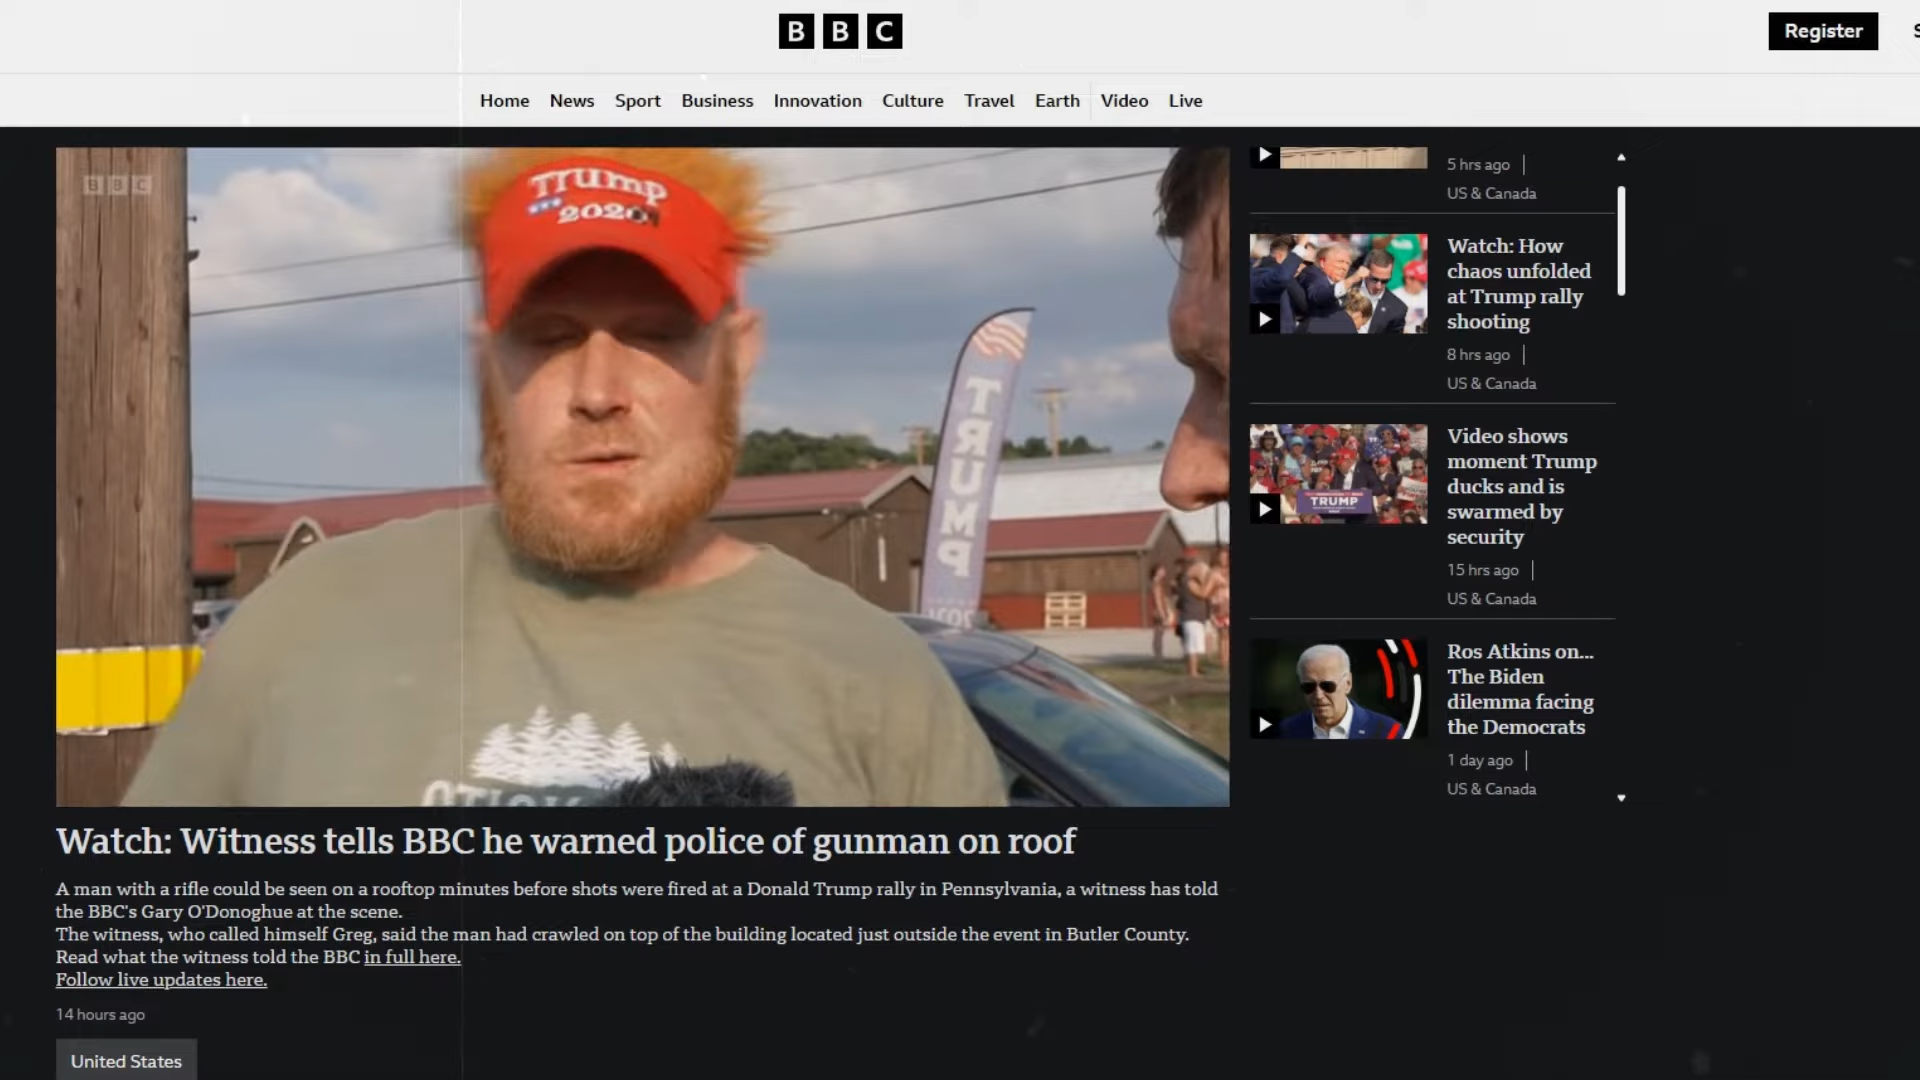 BBC
Register
Home News Sport Business Innovation Culture Travel Earth Video Live
BBC
Trump
2020
TRUMP
5 hrs ago
US & Canada
Watch: How
chaos unfolded
at Trump rally
shooting
8 hrs ago
US & Canada
TRUMP
Video shows
moment Trump
ducks and is
swarmed by
security
15 hrs ago
US & Canada
Ros Atkins on...
The Biden
dilemma facing
the Democrats
1 day ago
US & Canada
Watch: Witness tells BBC he warned police of gunman on roof
A man with a rifle could be seen on a rooftop minutes before shots were fired at a Donald Trump rally in Pennsylvania, a witness has told
the BBC's Gary O'Donoghue at the scene.
The witness, who called himself Greg, said the man had crawled on top of the building located just outside the event in Butler County.
Read what the witness told the BBC in full here.
Follow live updates here.
14 hours ago
United States